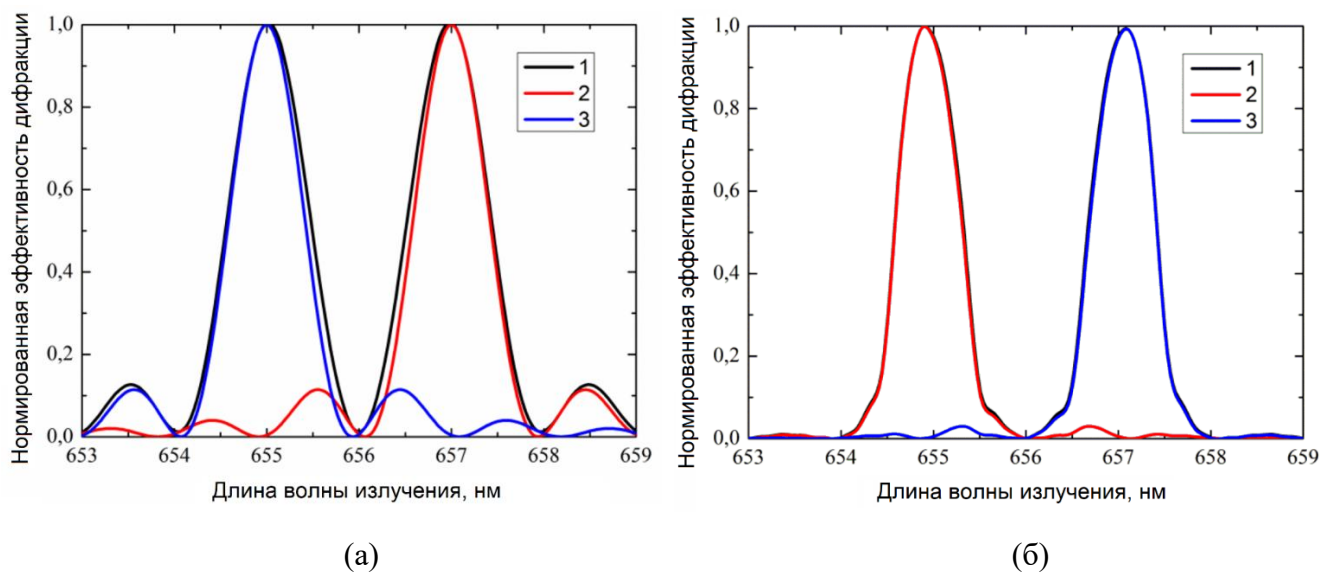 Нормированная эффективность дифракции
1,0
0,8
0,6
0,4
0,2
0,0
1
2
3
653 654 655 656 657 658 659
Длина волны излучения, нм
(а)
Нормированная эффективность дифракции
1,0
0,8
0,6
0,4
0,2
0,0
1
2
3
653 654 655 656 657 658 659
Длина волны излучения, нм
(б)